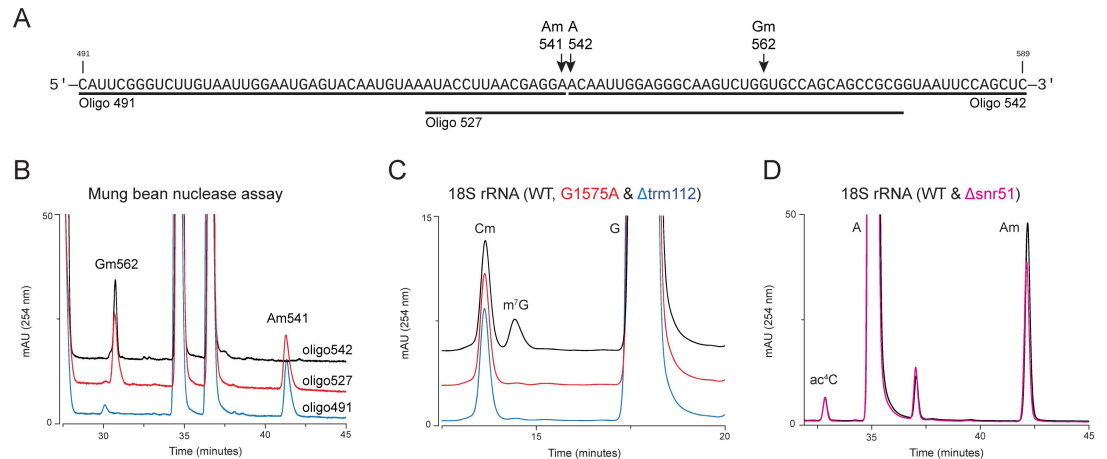 A
Am A
541 542
Gm
562
491
589
5'–CAUUCGGGUCUUGUAAUUGGAAUGAGUACAAUGUAAAUACCUUAACGAGGAACAAUUGGAGGGCAAGUCUGGUGCCAGCAGCCGCGGUAAUUCCAGCUC–3'
Oligo 491
Oligo 542
Oligo 527
B
Mung bean nuclease assay
50
mAU (254 nm)
0
Gm562
Am541
oligo542
oligo527
oligo491
30 35 40 45
Time (minutes)
C
18S rRNA (WT, G1575A & Δtrm112)
15
mAU (254 nm)
0
Cm
m⁷G
G
15 20
Time (minutes)
D
18S rRNA (WT & Δsnr51)
50
mAU (254 nm)
0
A
Am
ac⁴C
35 40 45
Time (minutes)